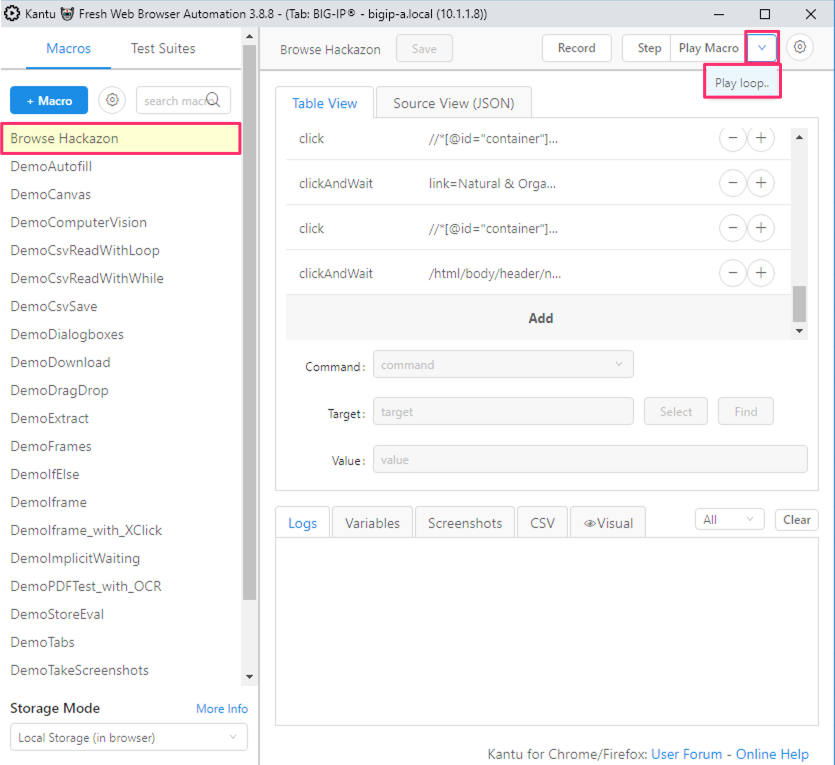 Kantu Fresh Web Browser Automation 3.8.8 - (Tab: BIG-IP® - bigip-a.local (10.1.1.8))
Macros
Test Suites
Browse Hackazon
Save
Record
Step
Play Macro
Play loop..
+ Macro
search macro
Browse Hackazon
DemoAutofill
DemoCanvas
DemoComputerVision
DemoCsvReadWithLoop
DemoCsvReadWithWhile
DemoCsvSave
DemoDialogboxes
DemoDownload
DemoDragDrop
DemoExtract
DemoFrames
DemoIfElse
DemoIframe
DemoIframe_with_XClick
DemoImplicitWaiting
DemoPDFTest_with_OCR
DemoStoreEval
DemoTabs
DemoTakeScreenshots
Storage Mode
More Info
Local Storage (in browser)
Table View
Source View (JSON)
click //*[@id="container"]...
clickAndWait link=Natural & Orga...
click //*[@id="container"]...
clickAndWait /html/body/header/n...
Add
Command: command
Target: target Select Find
Value: value
Logs
Variables
Screenshots
CSV
Visual
All
Clear
Kantu for Chrome/Firefox: User Forum - Online Help